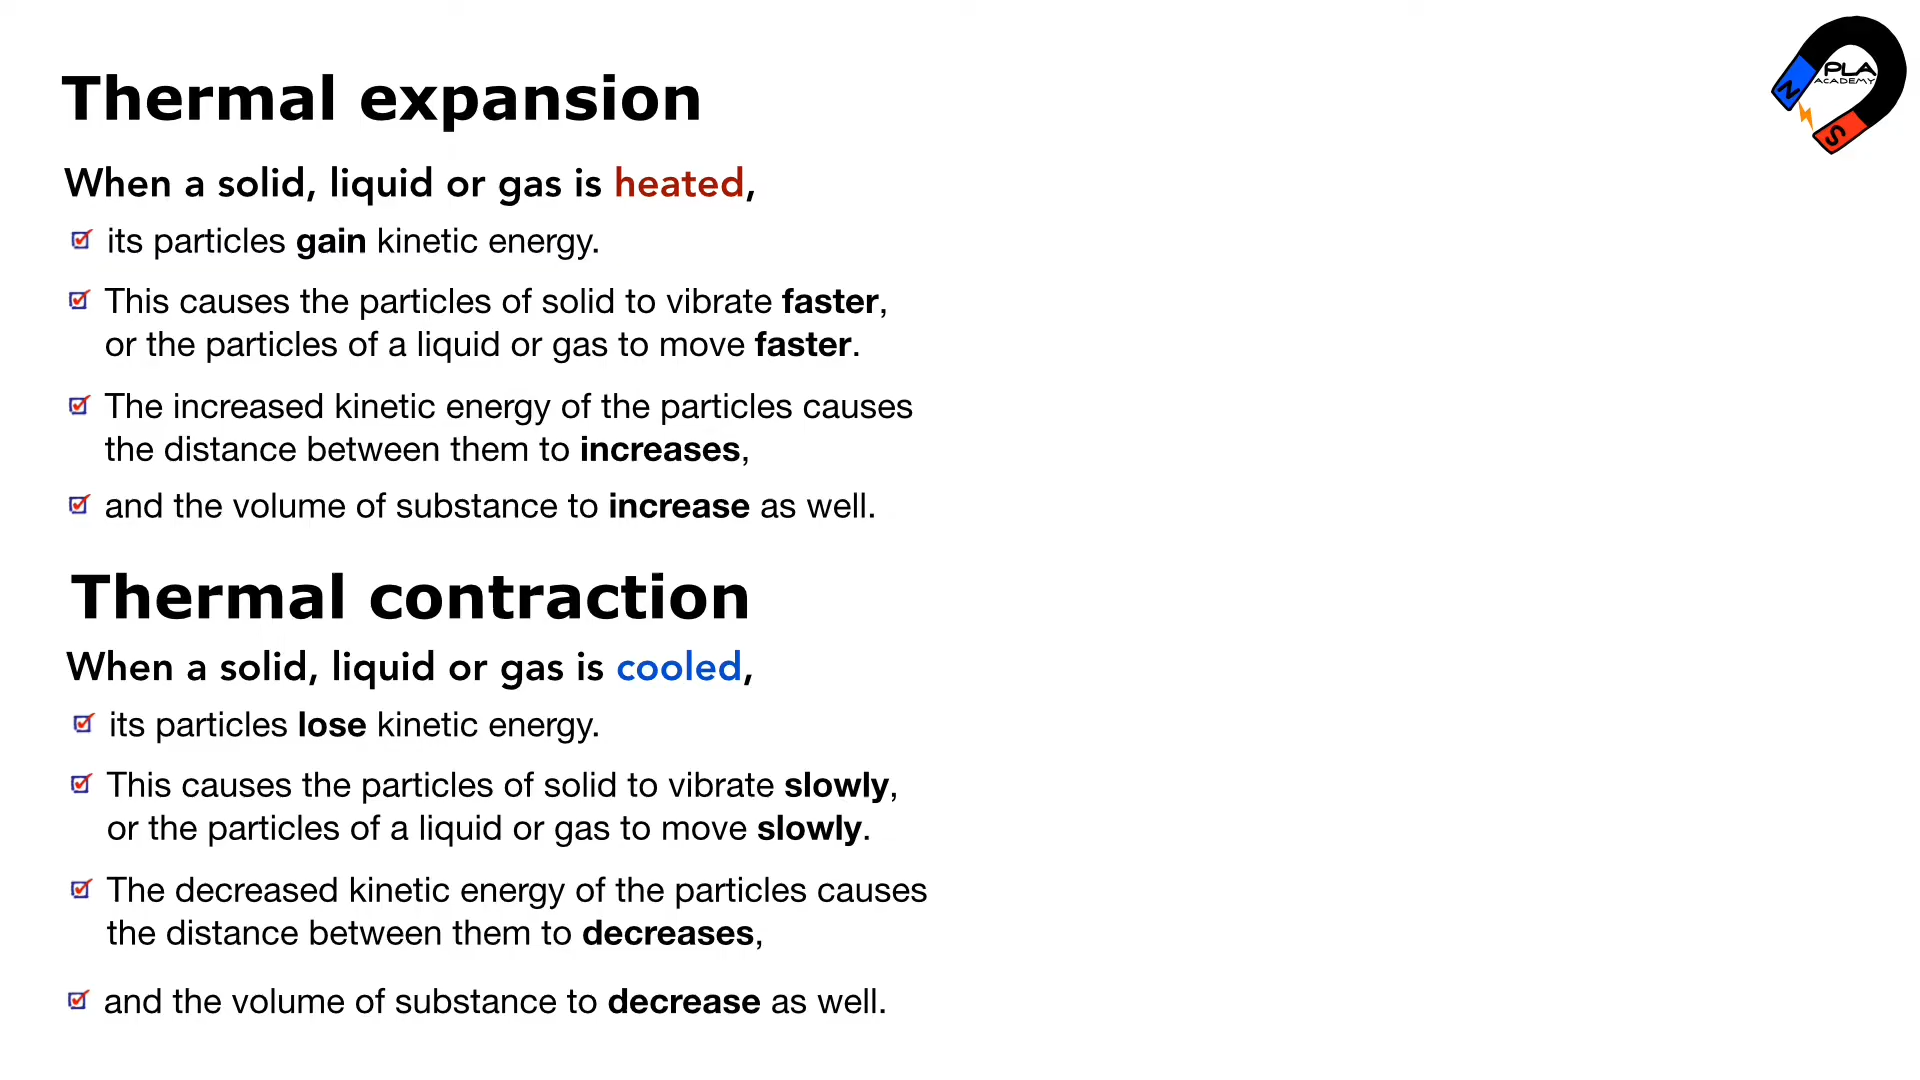 PLA
ACADEMY
N
S
Thermal expansion
When a solid, liquid or gas is heated,
its particles gain kinetic energy.
This causes the particles of solid to vibrate faster,
or the particles of a liquid or gas to move faster.
The increased kinetic energy of the particles causes
the distance between them to increases,
and the volume of substance to increase as well.
Thermal contraction
When a solid, liquid or gas is cooled,
its particles lose kinetic energy.
This causes the particles of solid to vibrate slowly,
or the particles of a liquid or gas to move slowly.
The decreased kinetic energy of the particles causes
the distance between them to decreases,
and the volume of substance to decrease as well.